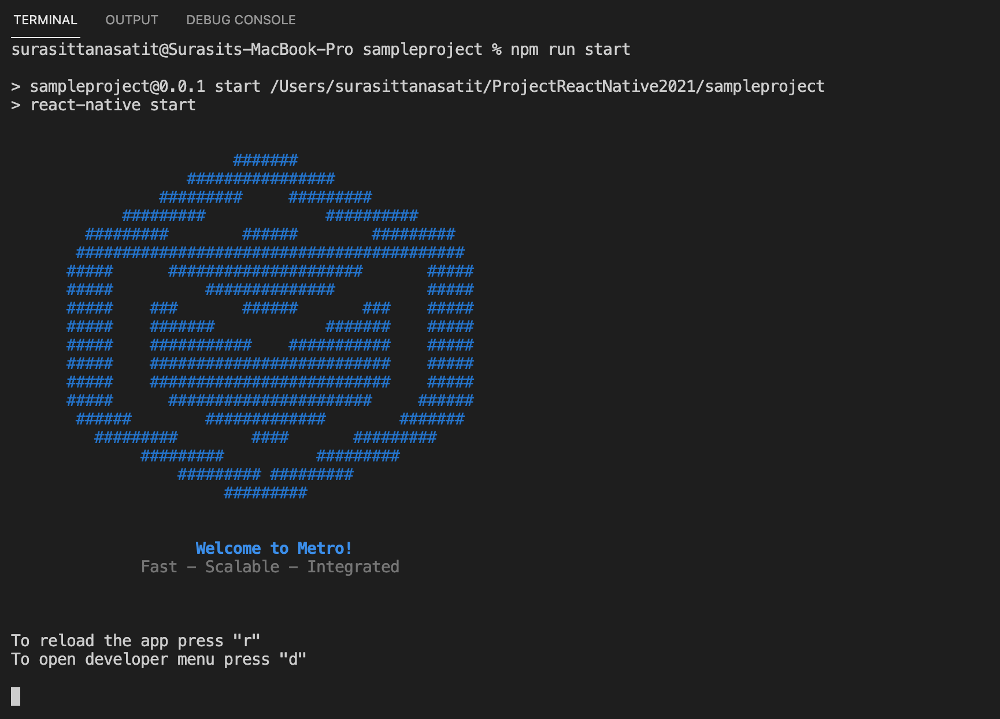 TERMINAL OUTPUT DEBUG CONSOLE
surasittanasatit@Surasits-MacBook-Pro sampleproject % npm run start
> sampleproject@0.0.1 start /Users/surasittanasatit/ProjectReactNative2021/sampleproject
> react-native start
#######
################
######### #########
######### ##########
######### ###### #########
##########################################
##### ##################### #####
##### ############## #####
##### ### ###### ### #####
##### ####### ####### #####
##### ########### ########### #####
##### ########################## #####
##### ########################## #####
##### ###################### ######
###### ############# #######
######### #### #########
######### #########
######### #########
#########
Welcome to Metro!
Fast - Scalable - Integrated
To reload the app press "r"
To open developer menu press "d"